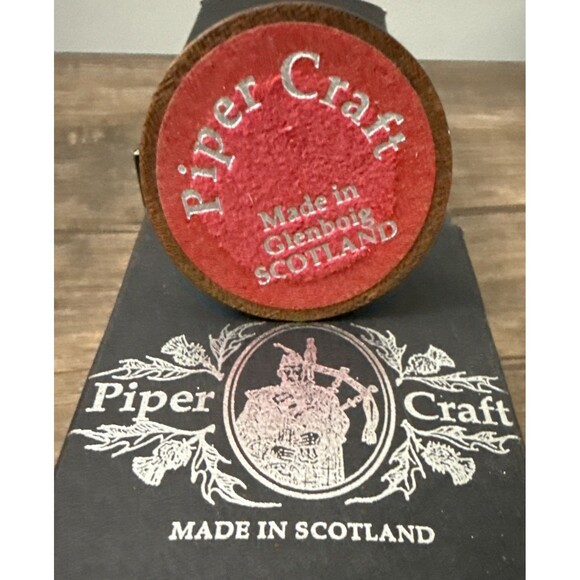 Piper Craft
Made in
Glenboig
SCOTLAND
Piper Craft
MADE IN SCOTLAND